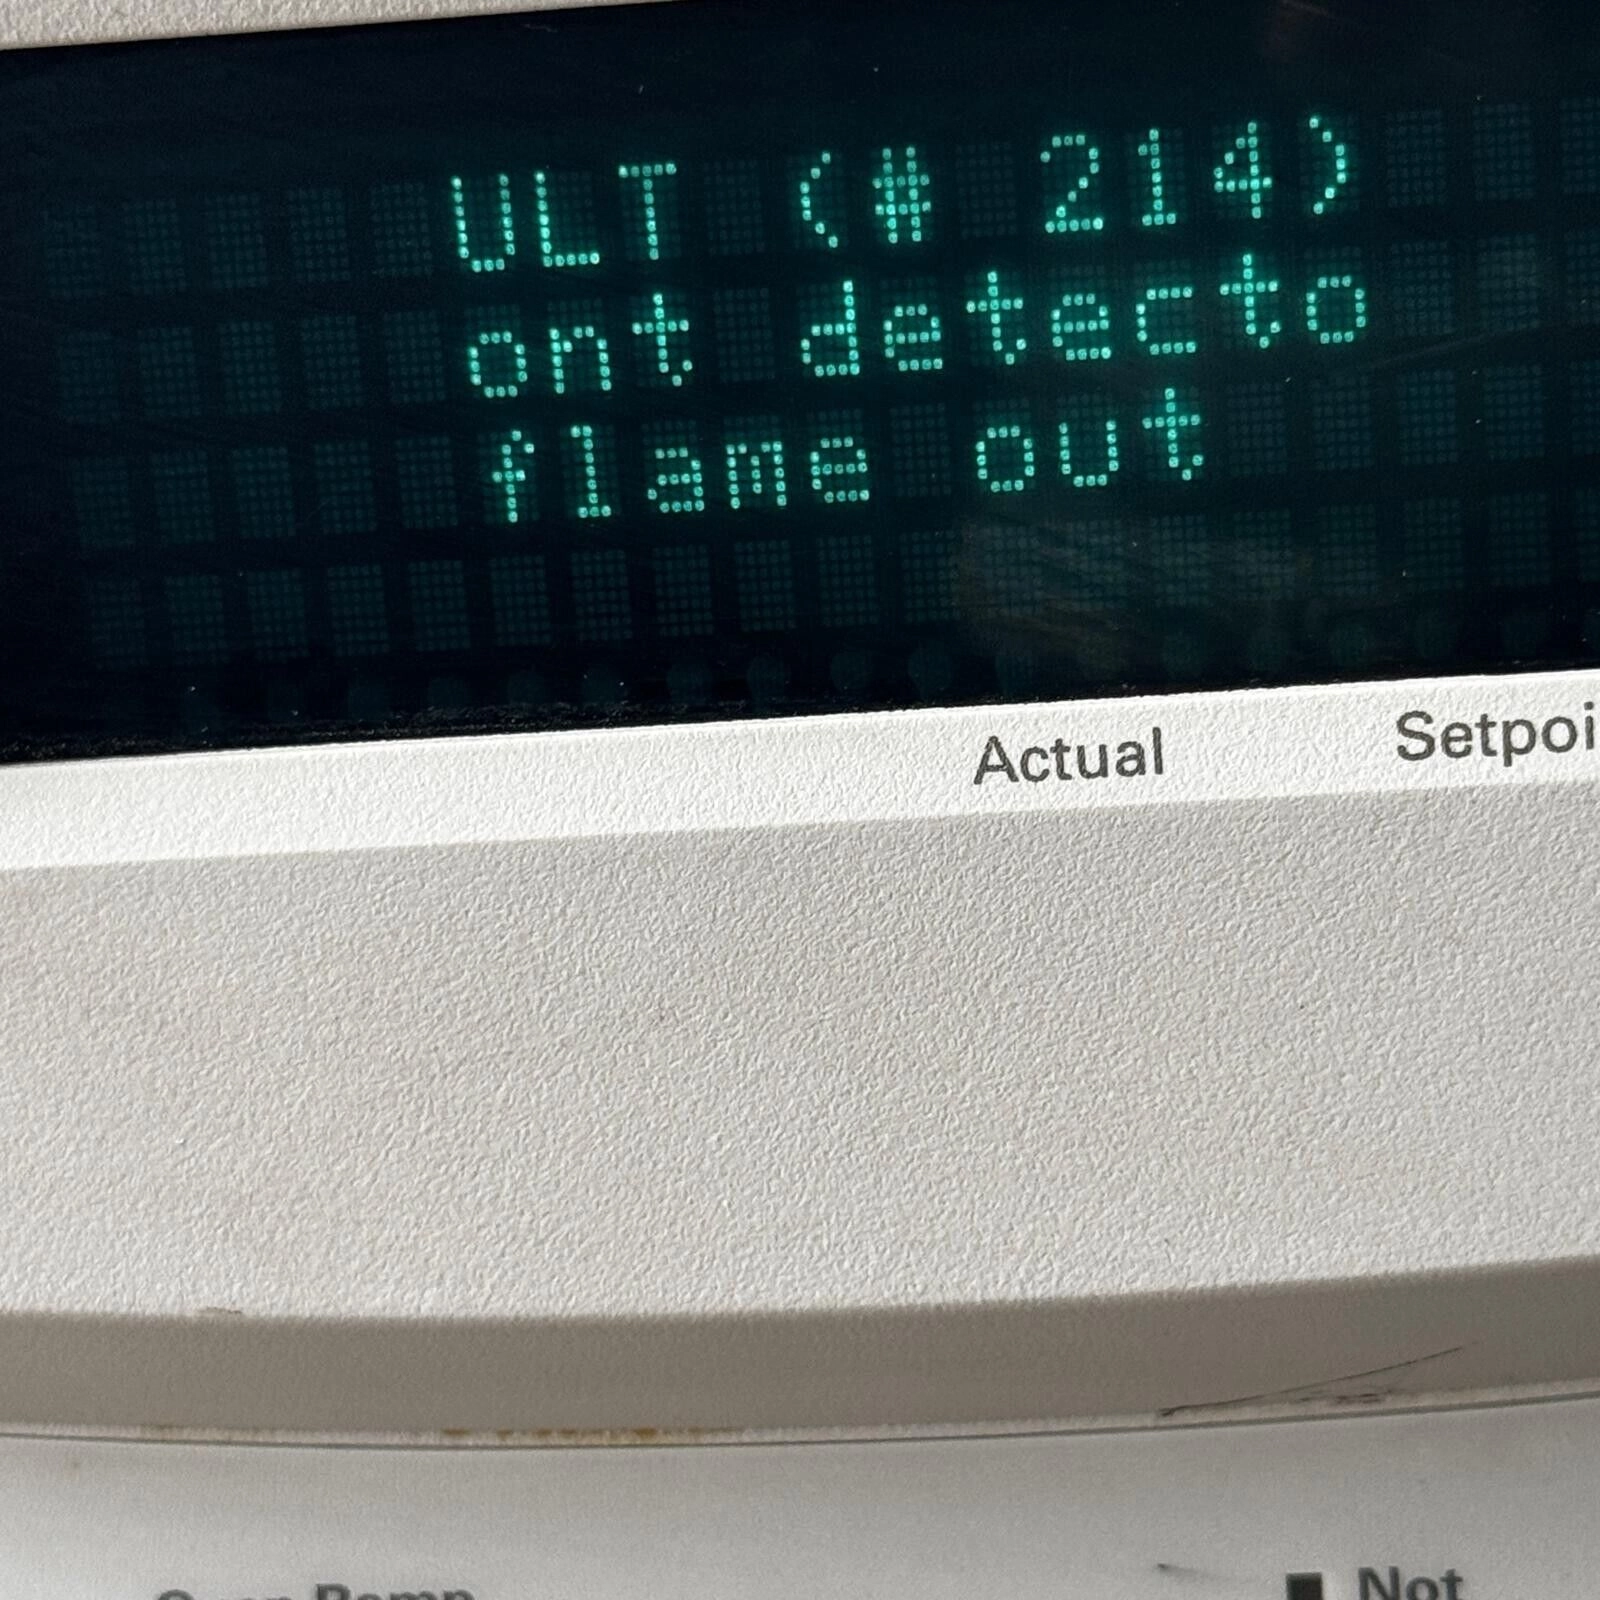 ULT (# 214)
ont detecto
flame out
Actual Setpoi
Not